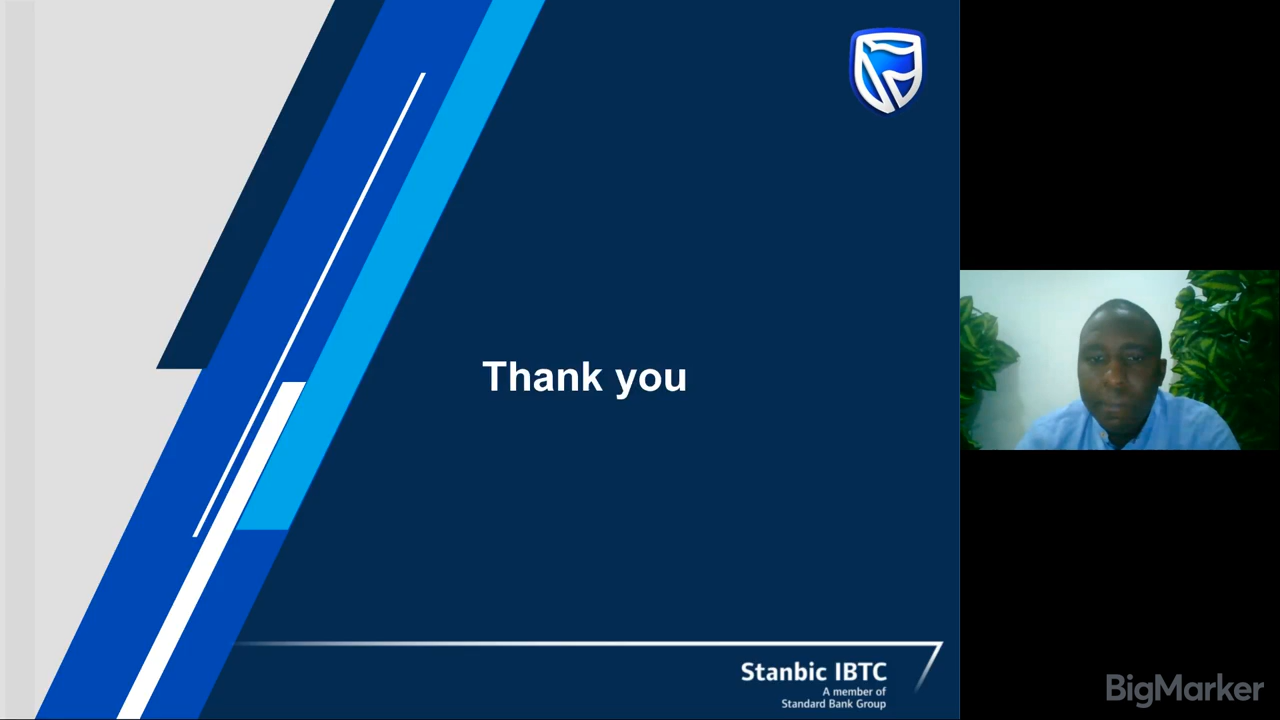 Thank you
Stanbic IBTC
A member of
Standard Bank Group
BigMarker